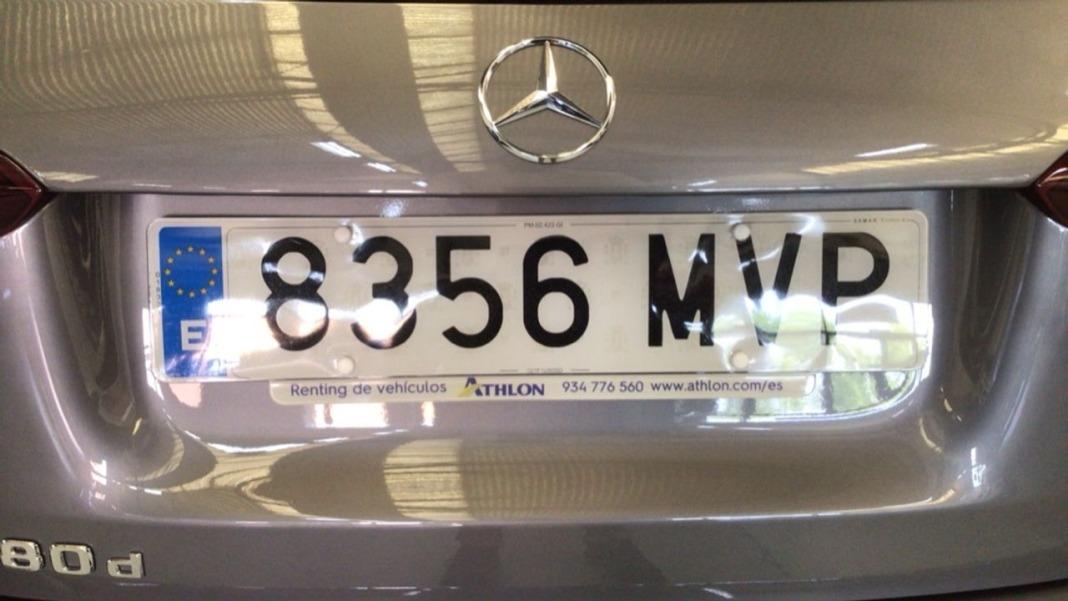 E 8356 MVP
Renting de vehículos ATHLON 934 776 560 www.athlon.com/es
80d